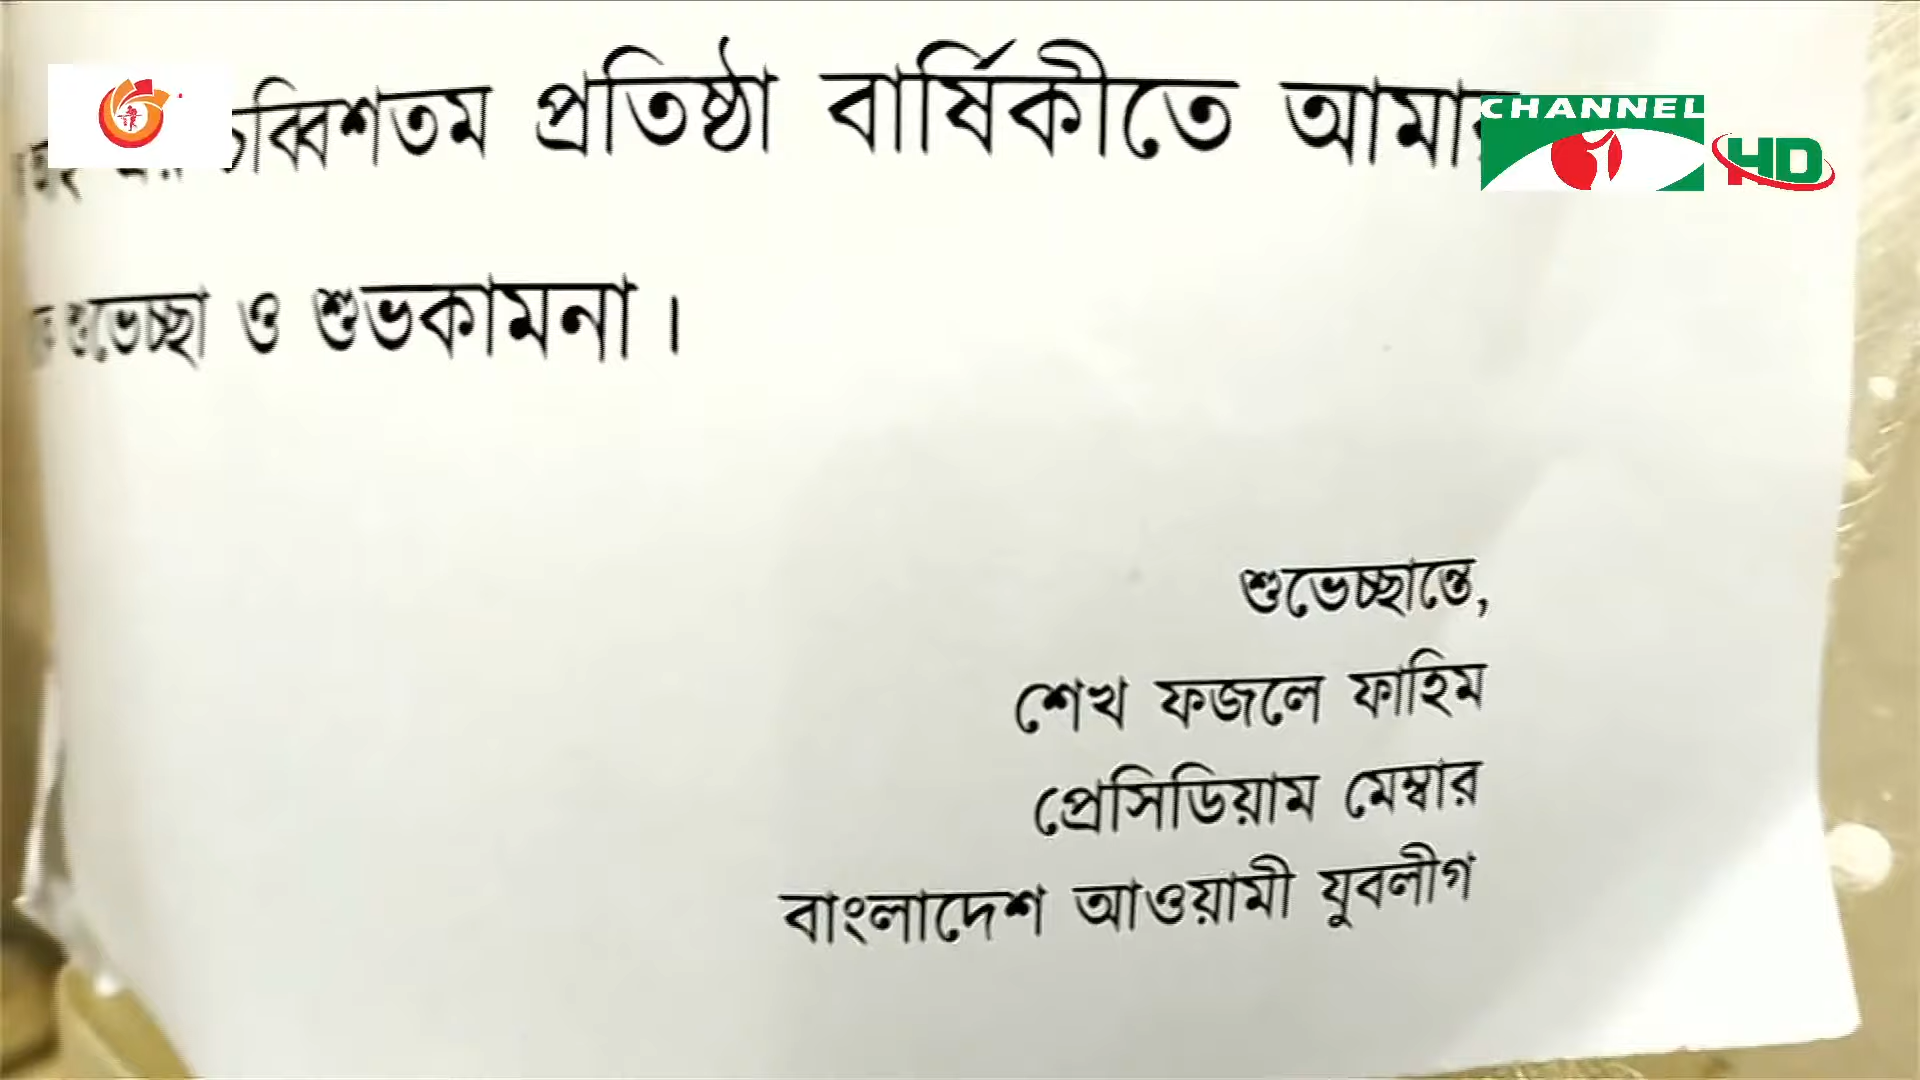 প্রতিষ্ঠা বার্ষিকীতে
CHANNEL
HD
শুভেচ্ছা ও শুভকামনা।
শুভেচ্ছান্তে,
শেখ ফজলে ফাহিম
প্রেসিডিয়াম মেম্বার
বাংলাদেশ আওয়ামী যুবলীগ